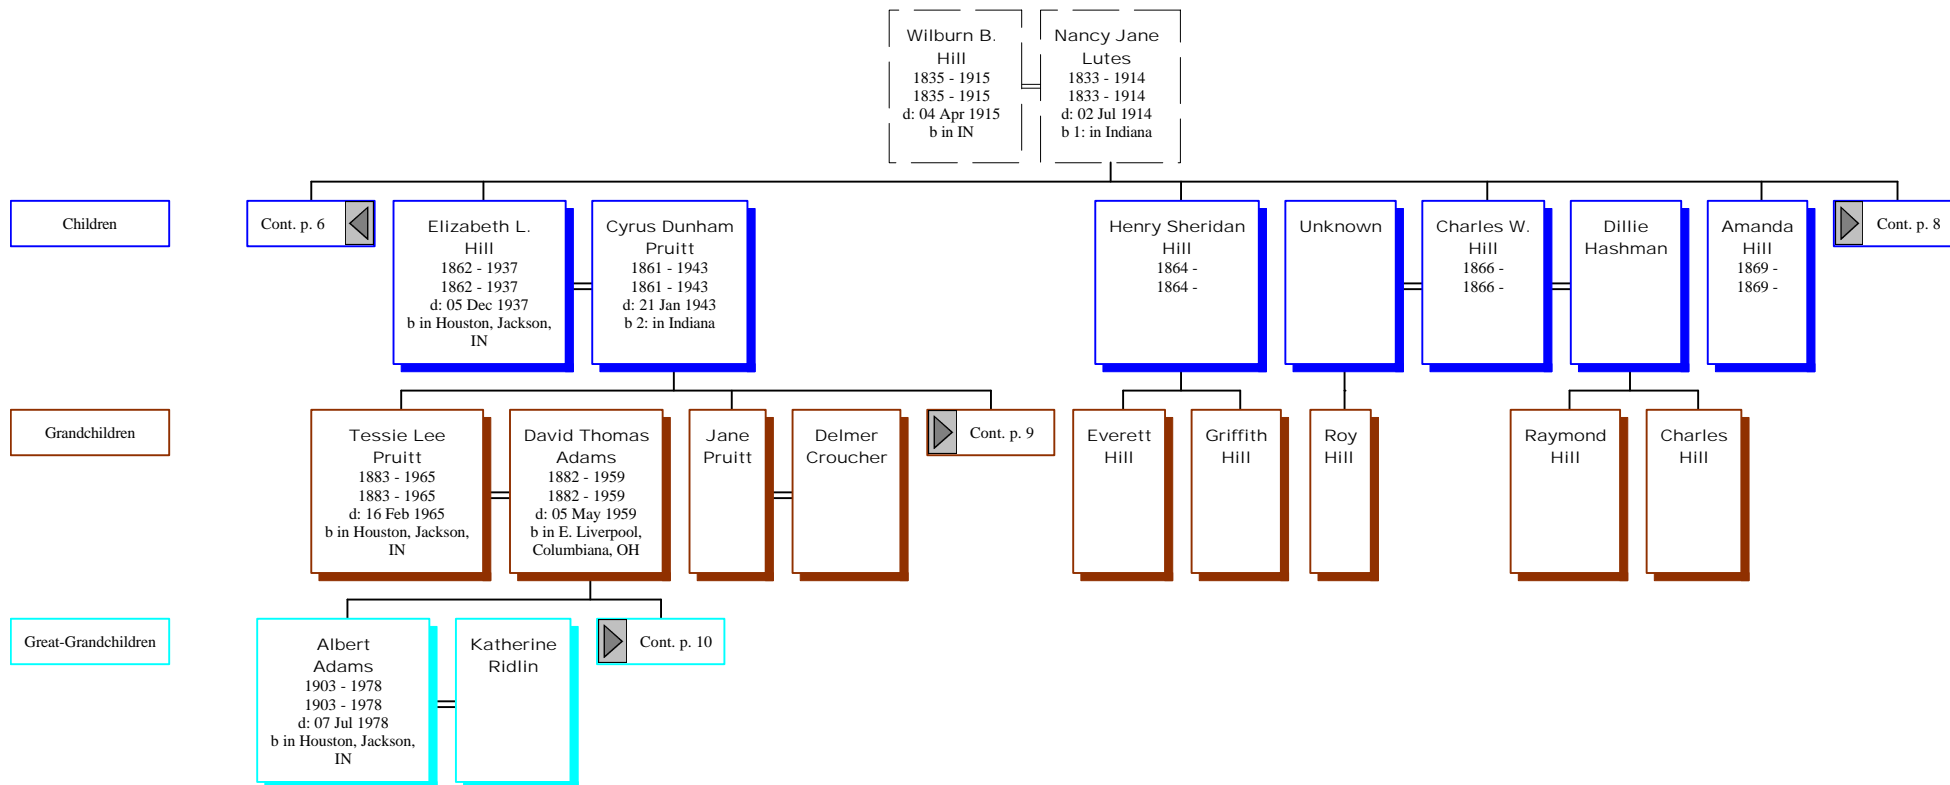 Wilburn B.
Hill
1835 - 1915
1835 - 1915
d: 04 Apr 1915
b in IN
Nancy Jane
Lutes
1833 - 1914
1833 - 1914
d: 02 Jul 1914
b 1: in Indiana
Children
Cont. p. 6
Elizabeth L.
Hill
1862 - 1937
1862 - 1937
d: 05 Dec 1937
b in Houston, Jackson,
IN
Cyrus Dunham
Pruitt
1861 - 1943
1861 - 1943
d: 21 Jan 1943
b 2: in Indiana
Henry Sheridan
Hill
1864 -
1864 -
Unknown
Charles W.
Hill
1866 -
1866 -
Dillie
Hashman
Amanda
Hill
1869 -
1869 -
Cont. p. 8
Grandchildren
Tessie Lee
Pruitt
1883 - 1965
1883 - 1965
d: 16 Feb 1965
b in Houston, Jackson,
IN
David Thomas
Adams
1882 - 1959
1882 - 1959
d: 05 May 1959
b in E. Liverpool,
Columbiana, OH
Jane
Pruitt
Delmer
Croucher
Cont. p. 9
Everett
Hill
Griffith
Hill
Roy
Hill
Raymond
Hill
Charles
Hill
Great-Grandchildren
Albert
Adams
1903 - 1978
1903 - 1978
d: 07 Jul 1978
b in Houston, Jackson,
IN
Katherine
Ridlin
Cont. p. 10